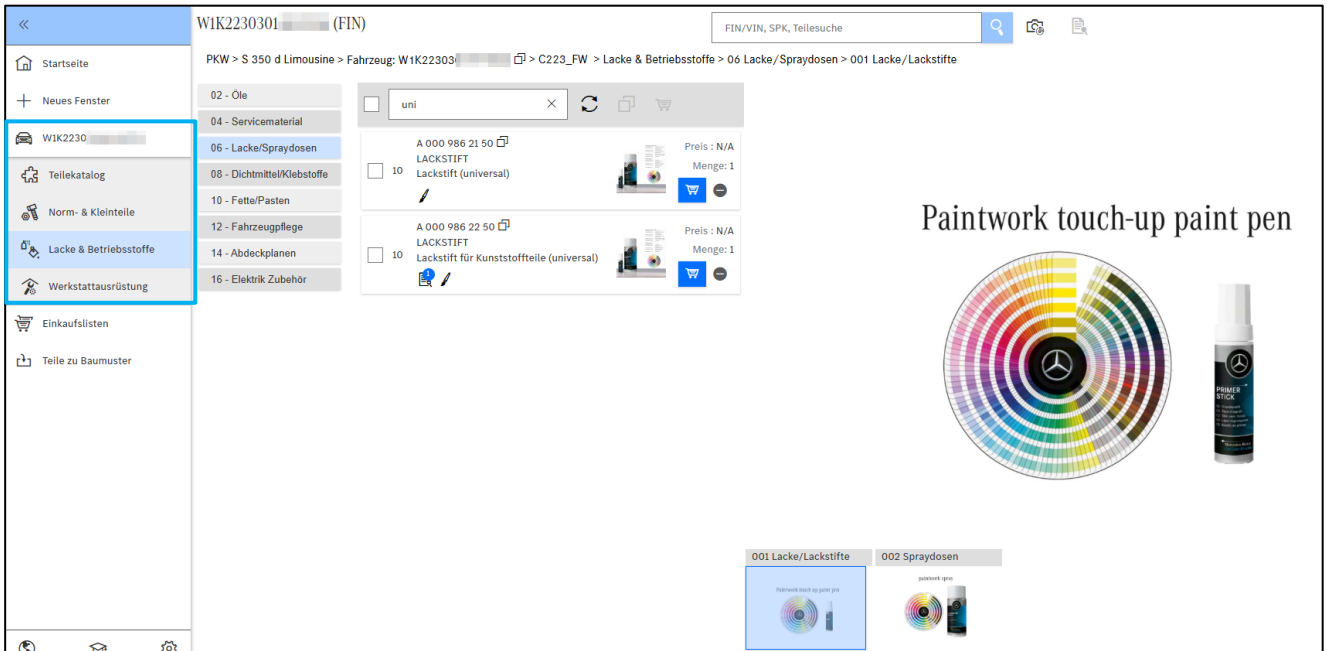 W1K2230301 (FIN)
FIN/VIN, SPK, Teilesuche
PKW > S 350 d Limousine > Fahrzeug: W1K22303 > C223_FW > Lacke & Betriebsstoffe > 06 Lacke/Spraydosen > 001 Lacke/Lackstifte
Startseite
Neues Fenster
W1K2230
Teilekatalog
Norm- & Kleinteile
Lacke & Betriebsstoffe
Werkstattausrüstung
Einkaufslisten
Teile zu Baumuster
02 - Öle
04 - Servicematerial
06 - Lacke/Spraydosen
08 - Dichtmittel/Klebstoffe
10 - Fette/Pasten
12 - Fahrzeugpflege
14 - Abdeckplanen
16 - Elektrik Zubehör
uni
A 000 986 21 50
LACKSTIFT
10 Lackstift (universal)
Preis : N/A
Menge: 1
A 000 986 22 50
LACKSTIFT
10 Lackstift für Kunststoffteile (universal)
1
Preis : N/A
Menge: 1
Paintwork touch-up paint pen
PRIMER
STICK
001 Lacke/Lackstifte
Paintwork touch-up paint pen
002 Spraydosen
paintwork spray